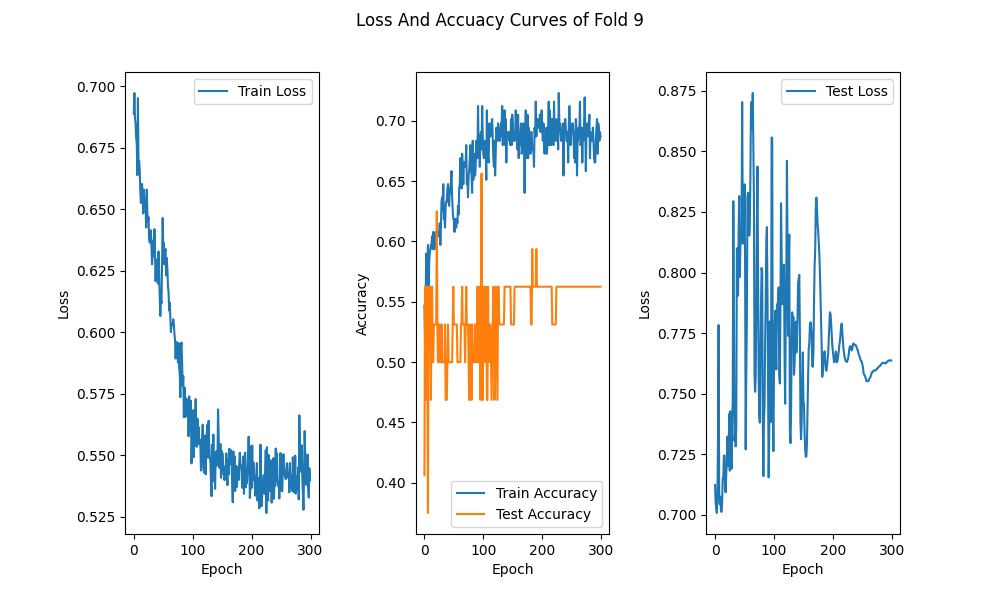 Loss And Accuacy Curves of Fold 9
Loss
0.700
0.675
0.650
0.625
0.600
0.575
0.550
0.525
Train Loss
0 100 200 300
Epoch
Accuracy
0.70
0.65
0.60
0.55
0.50
0.45
0.40
Train Accuracy
Test Accuracy
0 100 200 300
Epoch
Loss
0.875
0.850
0.825
0.800
0.775
0.750
0.725
0.700
Test Loss
0 100 200 300
Epoch